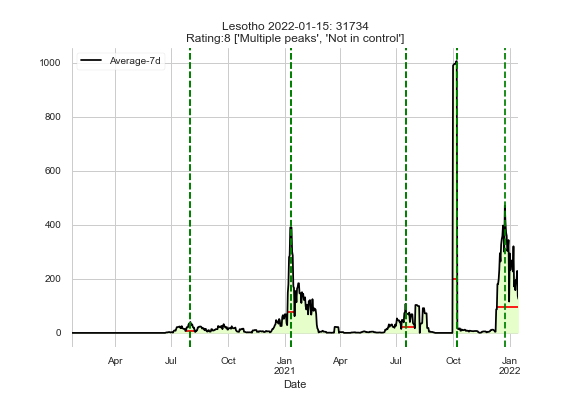 Lesotho 2022-01-15: 31734
Rating:8 ['Multiple peaks', 'Not in control']
Average-7d
1000
800
600
400
200
0
Apr Jul Oct Jan Apr Jul Oct Jan
2021 2022
Date